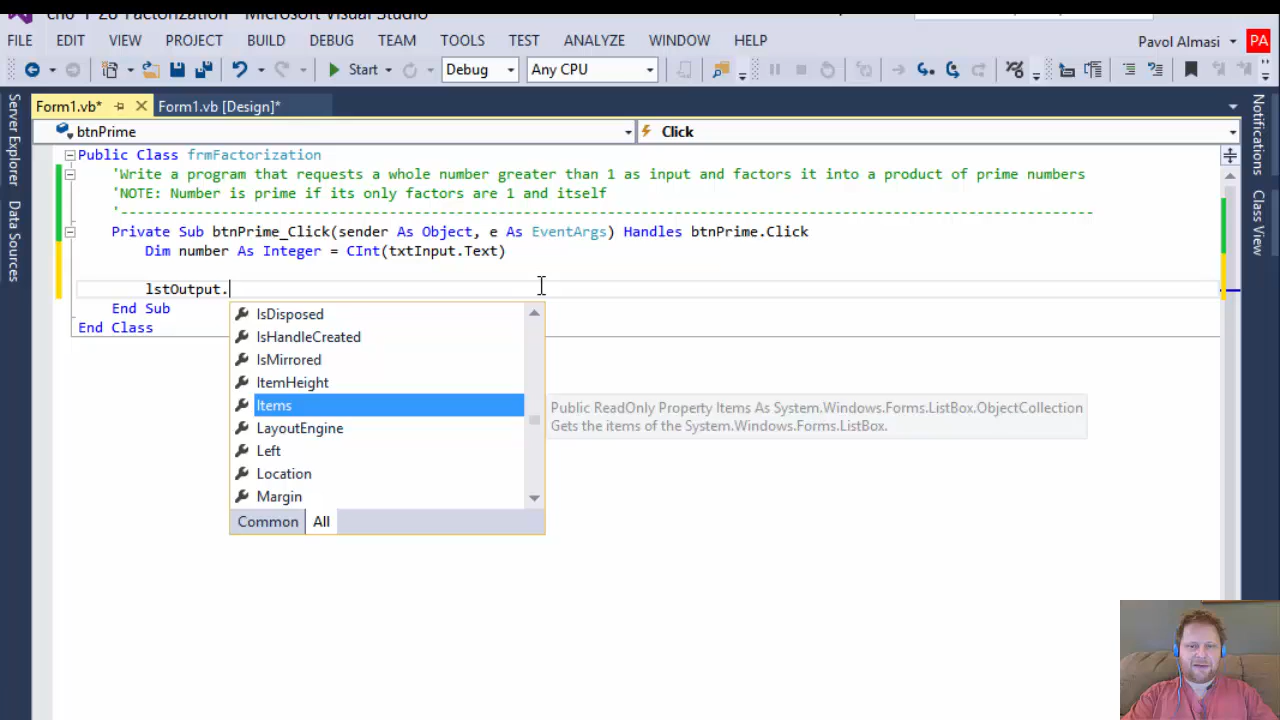 ch6-1-28-Factorization - Microsoft Visual Studio
FILE EDIT VIEW PROJECT BUILD DEBUG TEAM TOOLS TEST ANALYZE WINDOW HELP Pavol Almasi PA
Start Debug Any CPU
Form1.vb* Form1.vb [Design]*
btnPrime Click
Public Class frmFactorization
'Write a program that requests a whole number greater than 1 as input and factors it into a product of prime numbers
'NOTE: Number is prime if its only factors are 1 and itself
'--------------------------------------------------------------------------------------------------------------------
Private Sub btnPrime_Click(sender As Object, e As EventArgs) Handles btnPrime.Click
Dim number As Integer = CInt(txtInput.Text)
lstOutput.
End Sub
End Class
IsDisposed
IsHandleCreated
IsMirrored
ItemHeight
Items
LayoutEngine
Left
Location
Margin
Common All
Public ReadOnly Property Items As System.Windows.Forms.ListBox.ObjectCollection
Gets the items of the System.Windows.Forms.ListBox.
Server Explorer
Data Sources
Notifications
Class View